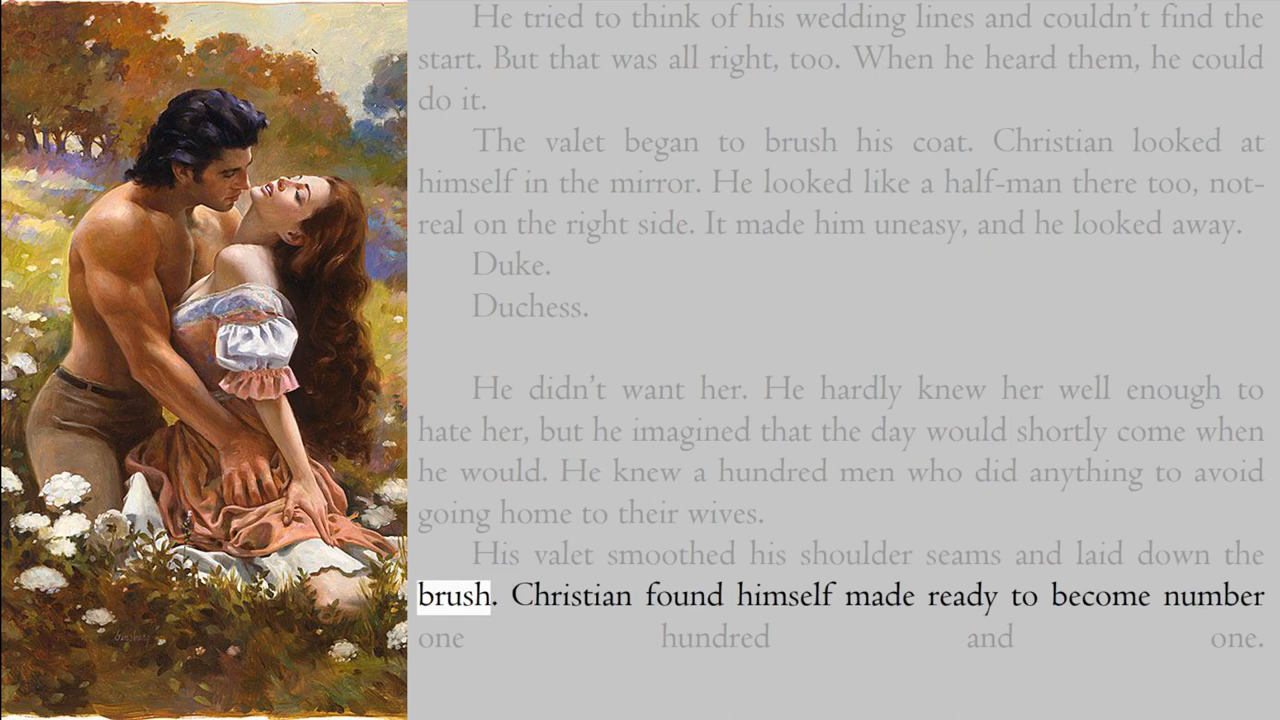 He tried to think of his wedding lines and couldn’t find the
start. But that was all right, too. When he heard them, he could
do it.
The valet began to brush his coat. Christian looked at
himself in the mirror. He looked like a half-man there too, not-
real on the right side. It made him uneasy, and he looked away.
Duke.
Duchess.
He didn’t want her. He hardly knew her well enough to
hate her, but he imagined that the day would shortly come when
he would. He knew a hundred men who did anything to avoid
going home to their wives.
His valet smoothed his shoulder seams and laid down the
brush. Christian found himself made ready to become number
one hundred and one.